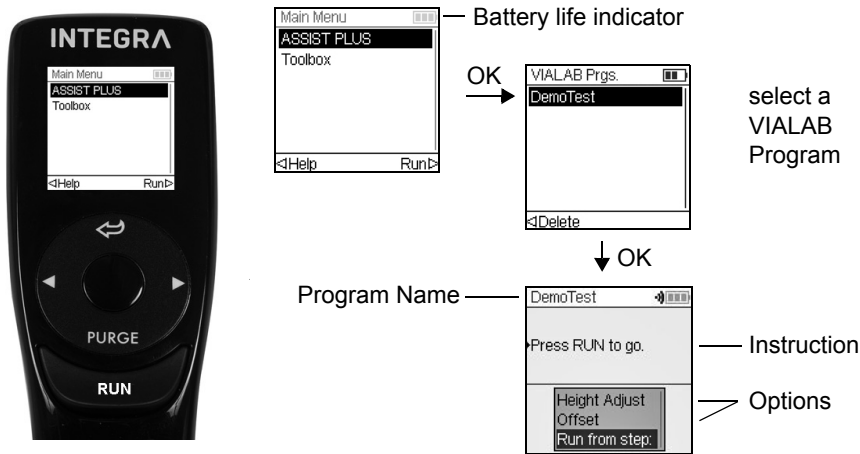 INTEGRA
Main Menu
ASSIST PLUS
Toolbox
Help
Run
PURGE
RUN
Main Menu
ASSIST PLUS
Toolbox
Help
Run
Battery life indicator
OK
VIALAB Prgs.
DemoTest
Delete
select a
VIALAB
Program
OK
Program Name
DemoTest
Press RUN to go.
Instruction
Height Adjust
Offset
Run from step:
Options